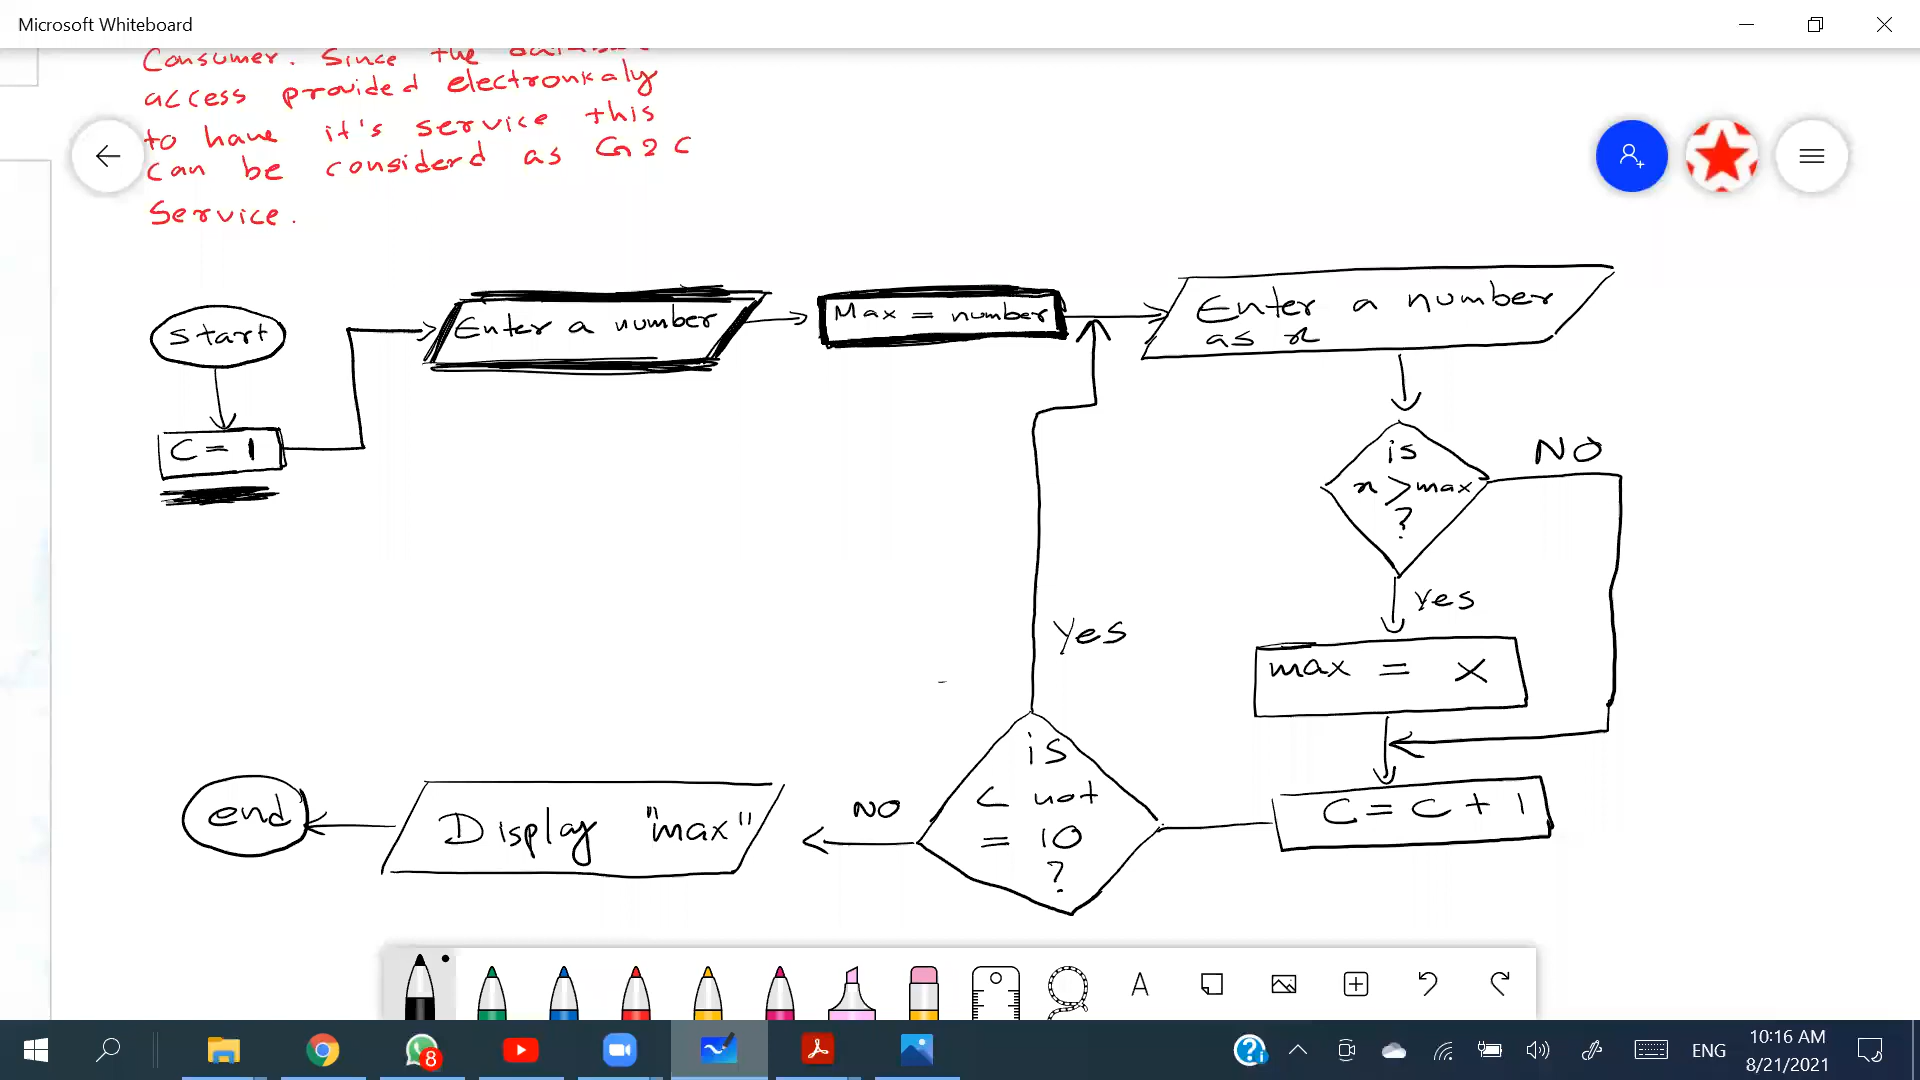 Microsoft Whiteboard
Consumer. Since the
access provided electronkaly
to have it's service this
can be considerd as G2C
Service.
start
C = 1
Enter a number
Max = number
Enter a number
as x
is
x > max
?
NO
Yes
max = X
C = C + 1
is
C not
= 10
?
Yes
NO
Display "max"
end
A
8
ENG
10:16 AM
8/21/2021